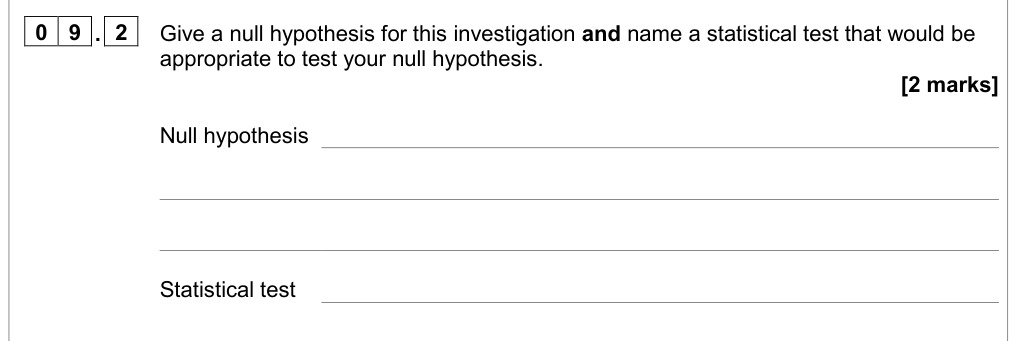 0 9 . 2 Give a null hypothesis for this investigation and name a statistical test that would be
appropriate to test your null hypothesis.
[2 marks]
Null hypothesis
Statistical test